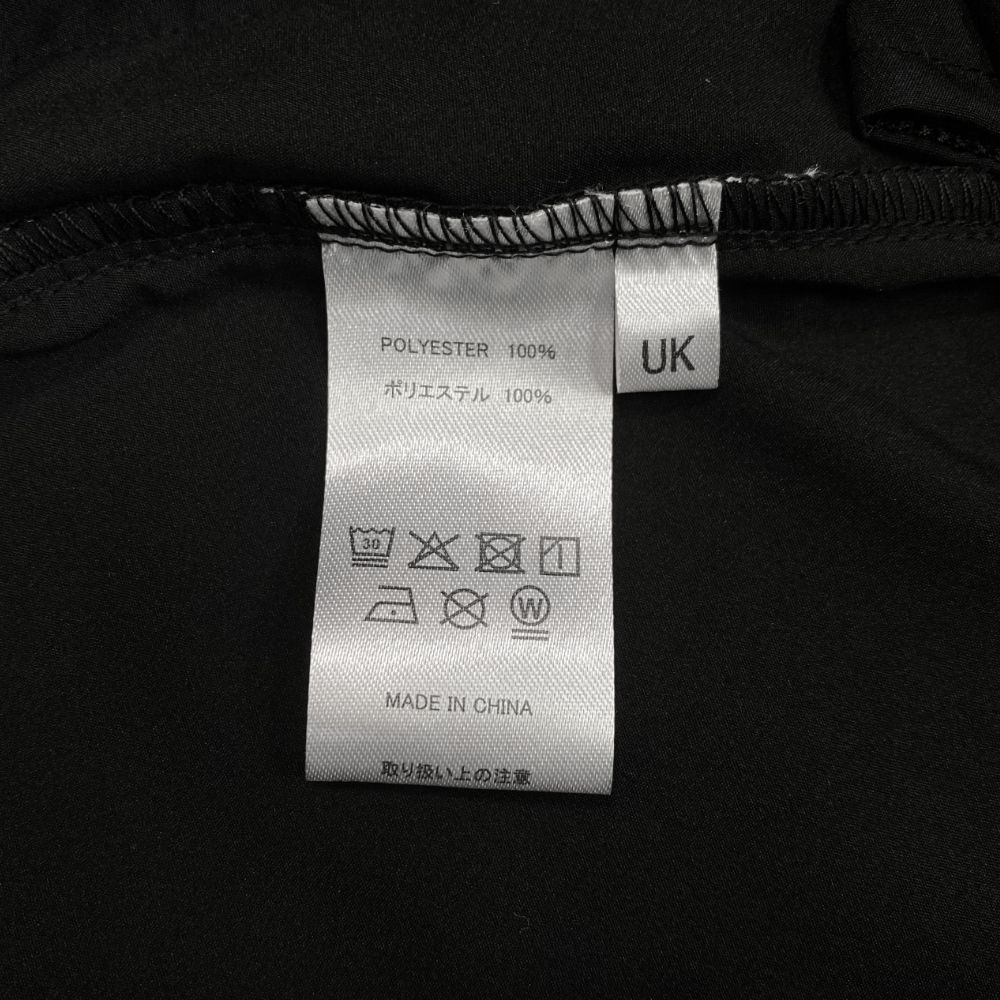 POLYESTER 100%
ポリエステル 100%
UK
30
W
MADE IN CHINA
取り扱い上の注意